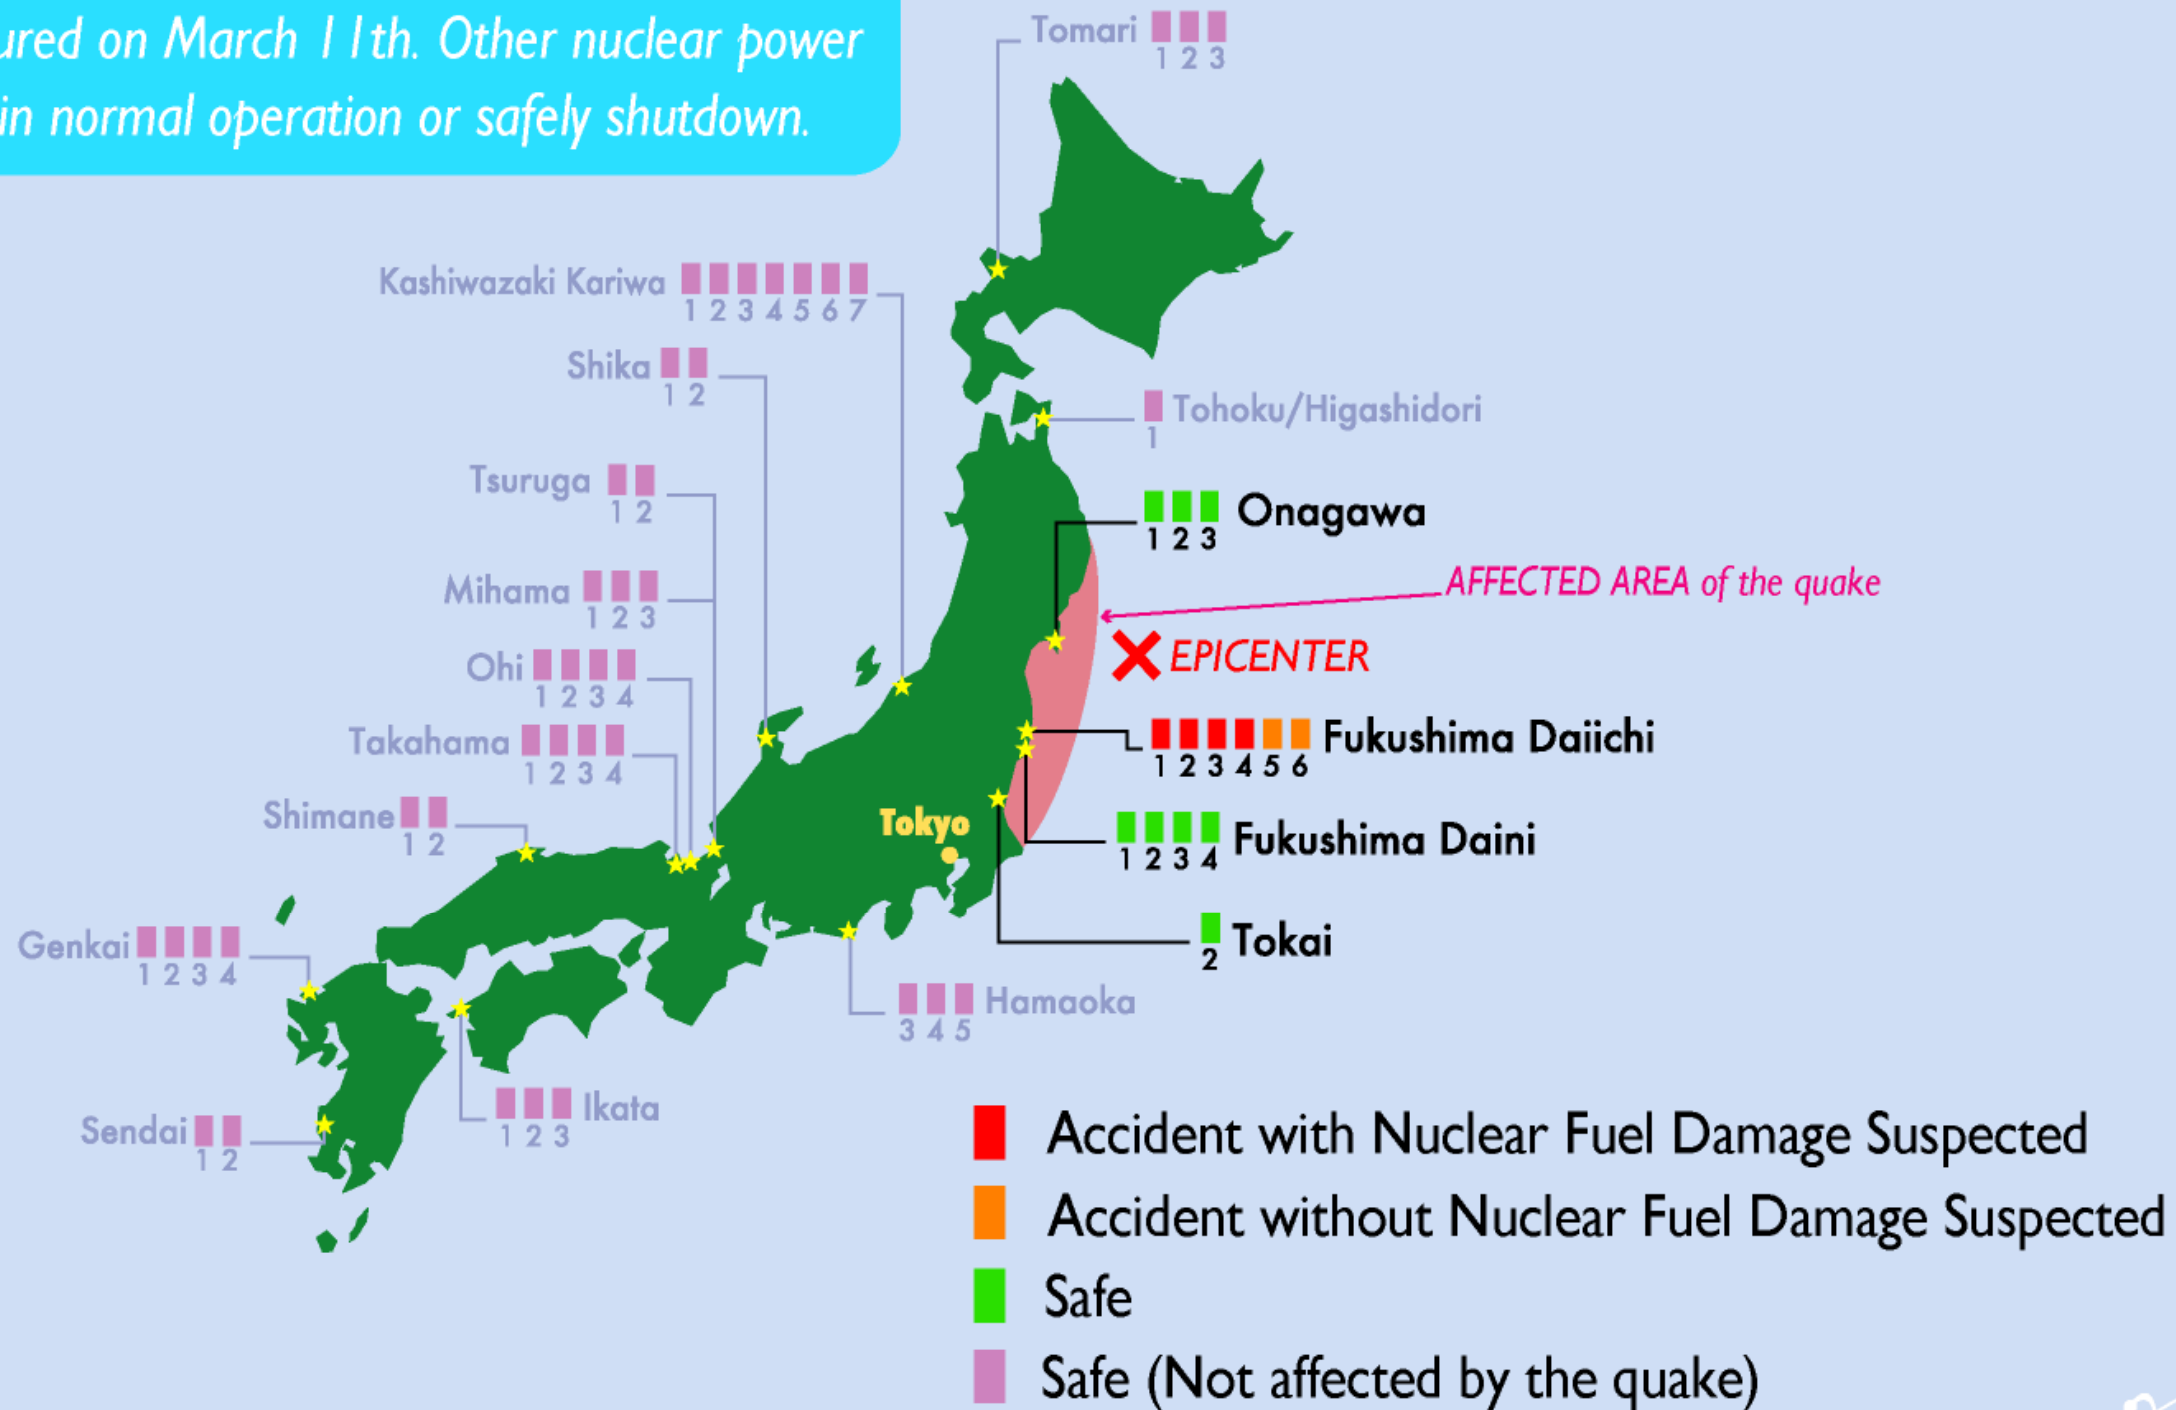 ured on March 11th. Other nuclear power
in normal operation or safely shutdown.
Tomari
1 2 3
Kashiwazaki Kariwa
1 2 3 4 5 6 7
Shika
1 2
Tohoku/Higashidori
1
Tsuruga
1 2
Onagawa
1 2 3
Mihama
1 2 3
AFFECTED AREA of the quake
EPICENTER
Ohi
1 2 3 4
Takahama
1 2 3 4
Fukushima Daiichi
1 2 3 4 5 6
Shimane
1 2
Tokyo
Fukushima Daini
1 2 3 4
Genkai
1 2 3 4
Tokai
2
Hamaoka
3 4 5
Ikata
1 2 3
Sendai
1 2
Accident with Nuclear Fuel Damage Suspected
Accident without Nuclear Fuel Damage Suspected
Safe
Safe (Not affected by the quake)